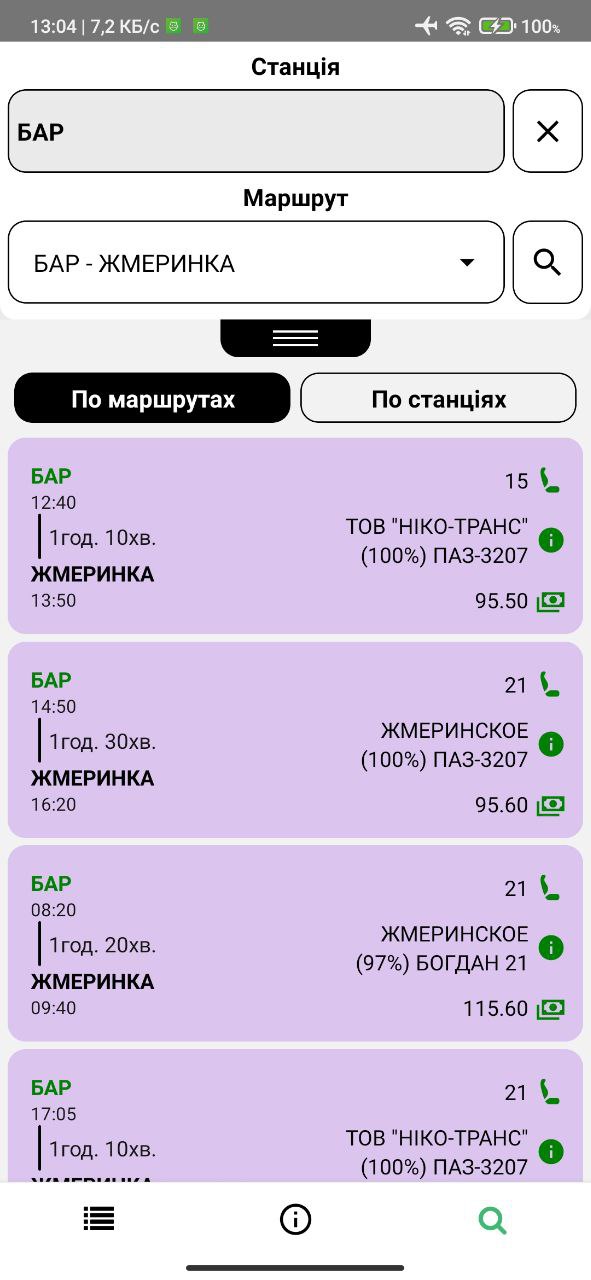 13:04 | 7,2 КБ/с 100%
Станція
БАР
Маршрут
БАР - ЖМЕРИНКА
По маршрутах По станціях
БАР
12:40
1год. 10хв.
ЖМЕРИНКА
13:50
15
ТОВ "НІКО-ТРАНС"
(100%) ПАЗ-3207
95.50
БАР
14:50
1год. 30хв.
ЖМЕРИНКА
16:20
21
ЖМЕРИНСКОЕ
(100%) ПАЗ-3207
95.60
БАР
08:20
1год. 20хв.
ЖМЕРИНКА
09:40
21
ЖМЕРИНСКОЕ
(97%) БОГДАН 21
115.60
БАР
17:05
1год. 10хв.
ЖМЕРИНКА
21
ТОВ "НІКО-ТРАНС"
(100%) ПАЗ-3207